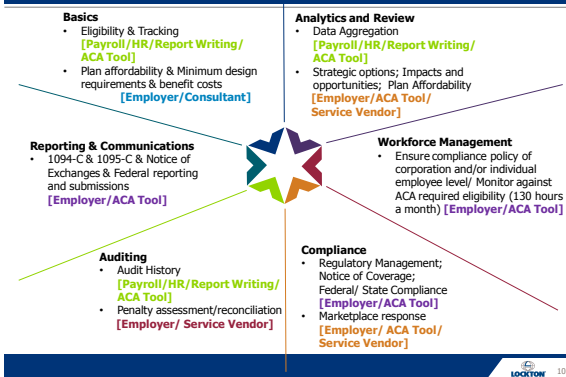 Basics
• Eligibility & Tracking
[Payroll/HR/Report Writing/
ACA Tool]
• Plan affordability & Minimum design
requirements & benefit costs
[Employer/Consultant]
Analytics and Review
• Data Aggregation
[Payroll/HR/Report Writing/
ACA Tool]
• Strategic options; Impacts and
opportunities; Plan Affordability
[Employer/ACA Tool/
Service Vendor]
Reporting & Communications
• 1094-C & 1095-C & Notice of
Exchanges & Federal reporting
and submissions
[Employer/ACA Tool]
Workforce Management
• Ensure compliance policy of
corporation and/or individual
employee level/ Monitor against
ACA required eligibility (130 hours
a month) [Employer/ACA Tool]
Auditing
• Audit History
[Payroll/HR/Report Writing/
ACA Tool]
• Penalty assessment/reconciliation
[Employer/ Service Vendor]
Compliance
• Regulatory Management;
Notice of Coverage;
Federal/ State Compliance
[Employer/ACA Tool]
• Marketplace response
[Employer/ ACA Tool/
Service Vendor]
LOCKTON
10